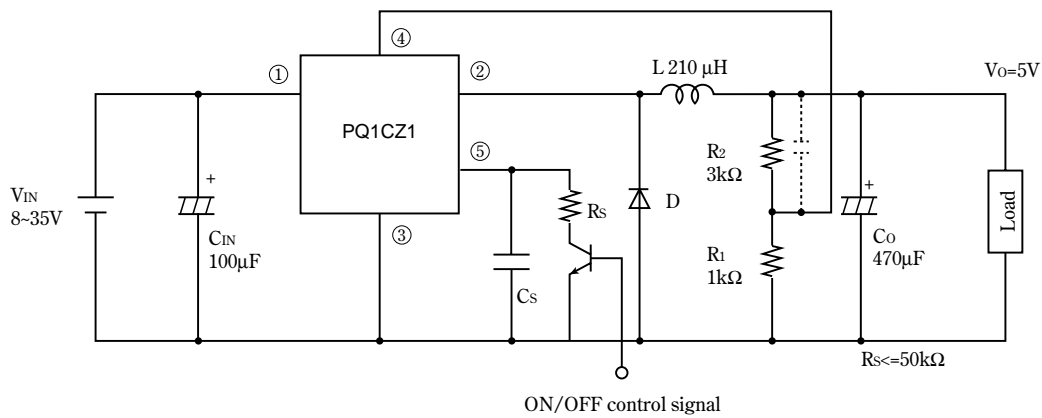 ④
①
②
L 210 μH
VO=5V
PQ1CZ1
⑤
R2
3kΩ
+
+
VIN
8~35V
RS
D
Load
CIN
100μF
③
CO
470μF
R1
1kΩ
CS
RS<=50kΩ
ON/OFF control signal